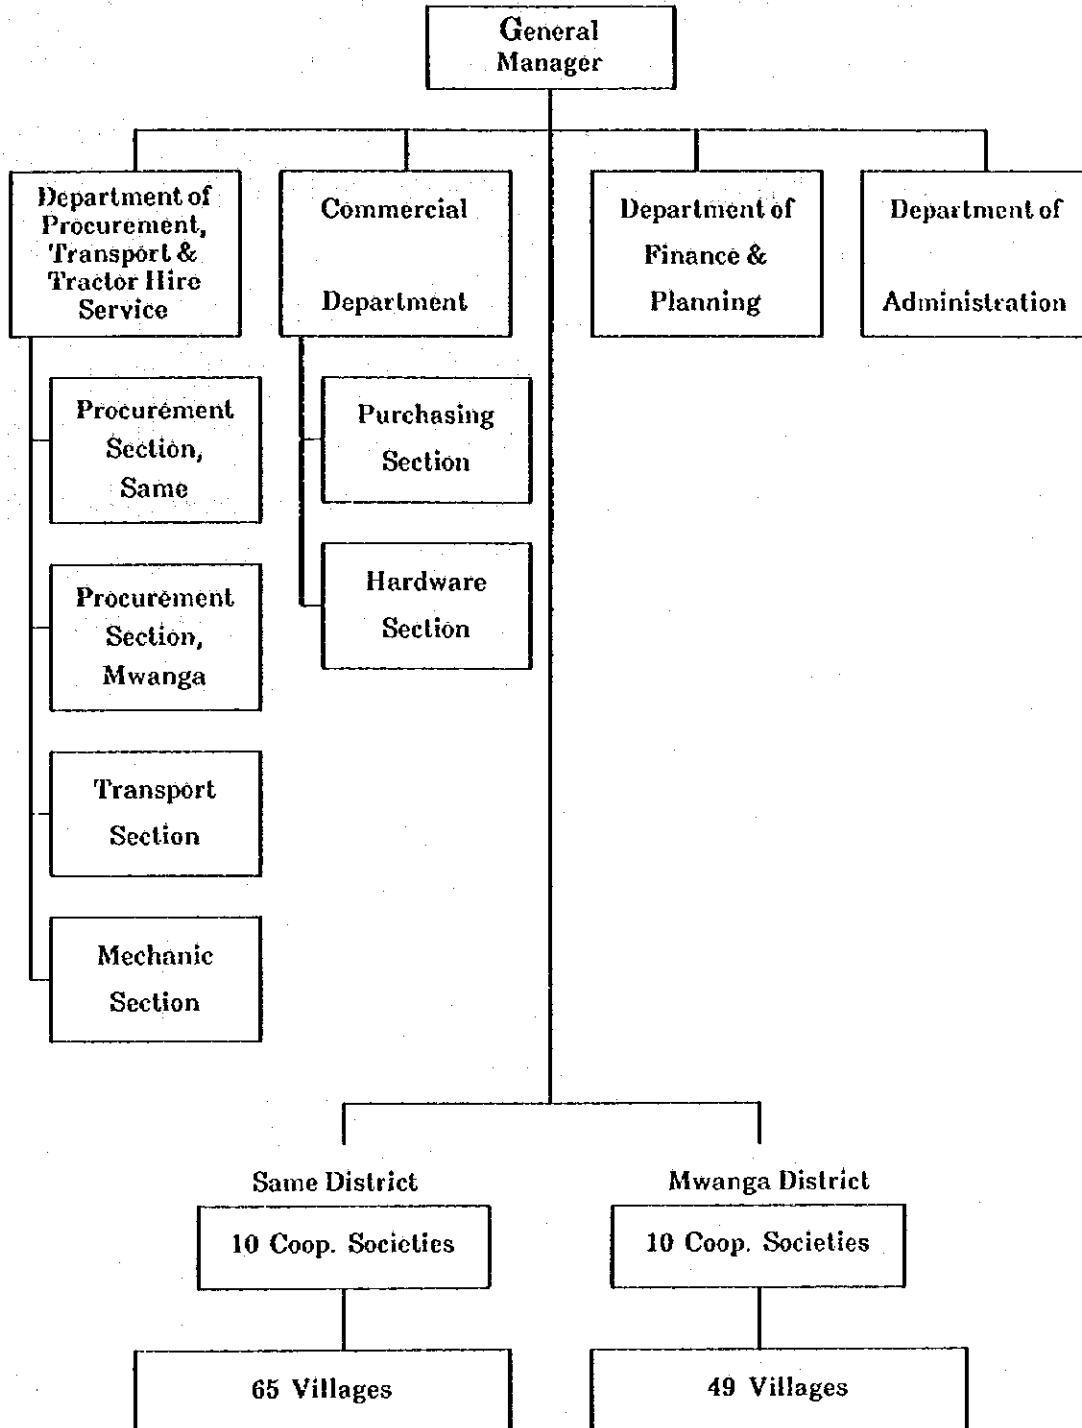 General
Manager
Department of
Procurement,
Transport &
Tractor Hire
Service
Commercial
Department
Department of
Finance &
Planning
Department of
Administration
Procurement
Section,
Same
Procurement
Section,
Mwanga
Transport
Section
Mechanic
Section
Purchasing
Section
Hardware
Section
Same District
10 Coop. Societies
65 Villages
Mwanga District
10 Coop. Societies
49 Villages